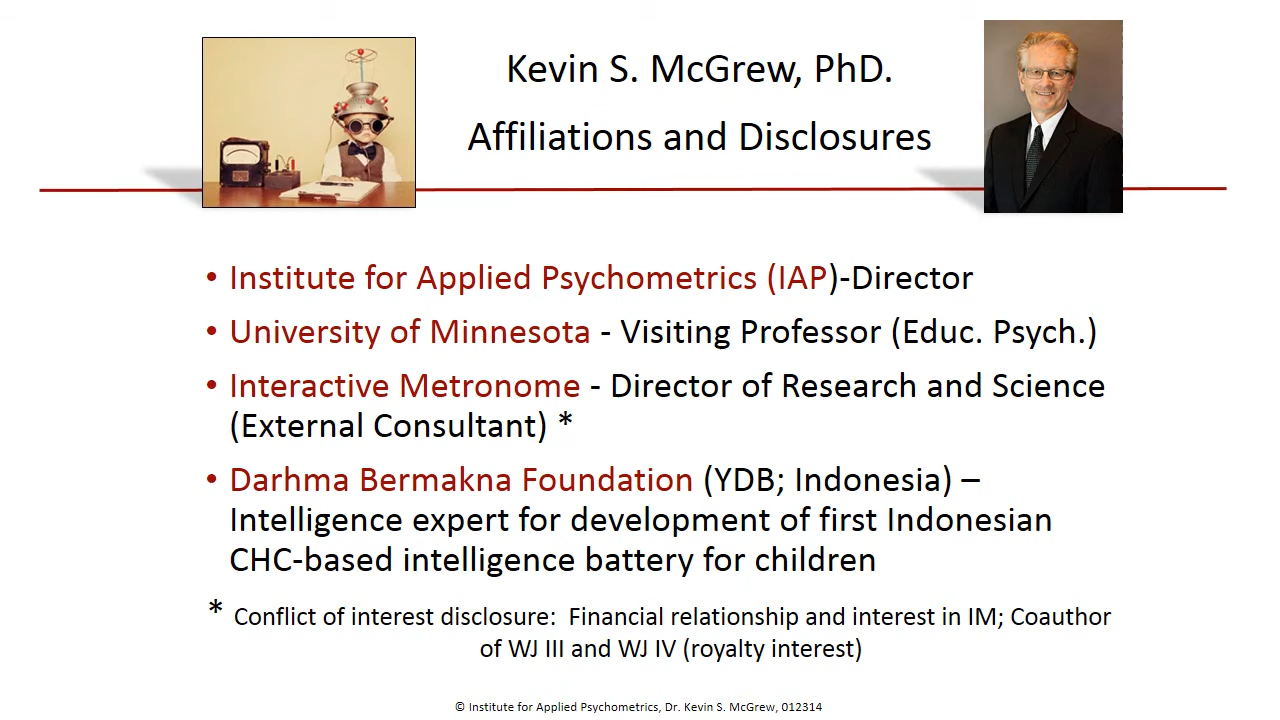 Kevin S. McGrew, PhD.
Affiliations and Disclosures
• Institute for Applied Psychometrics (IAP)-Director
• University of Minnesota - Visiting Professor (Educ. Psych.)
• Interactive Metronome - Director of Research and Science
(External Consultant) *
• Darhma Bermakna Foundation (YDB; Indonesia) –
Intelligence expert for development of first Indonesian
CHC-based intelligence battery for children
* Conflict of interest disclosure:  Financial relationship and interest in IM; Coauthor
of WJ III and WJ IV (royalty interest)
© Institute for Applied Psychometrics, Dr. Kevin S. McGrew, 012314